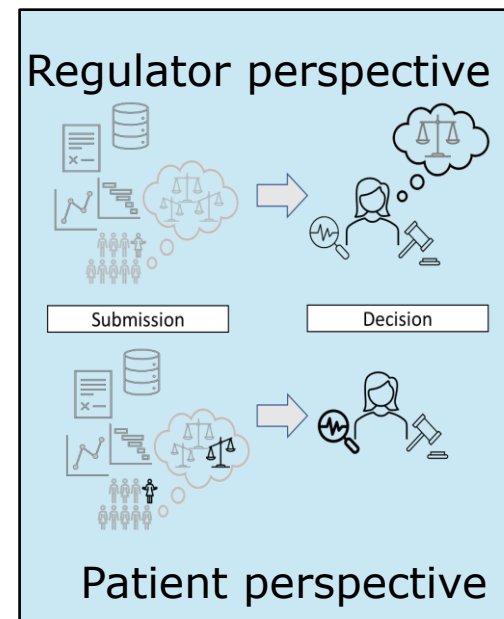 Regulator perspective
Submission
Decision
Patient perspective